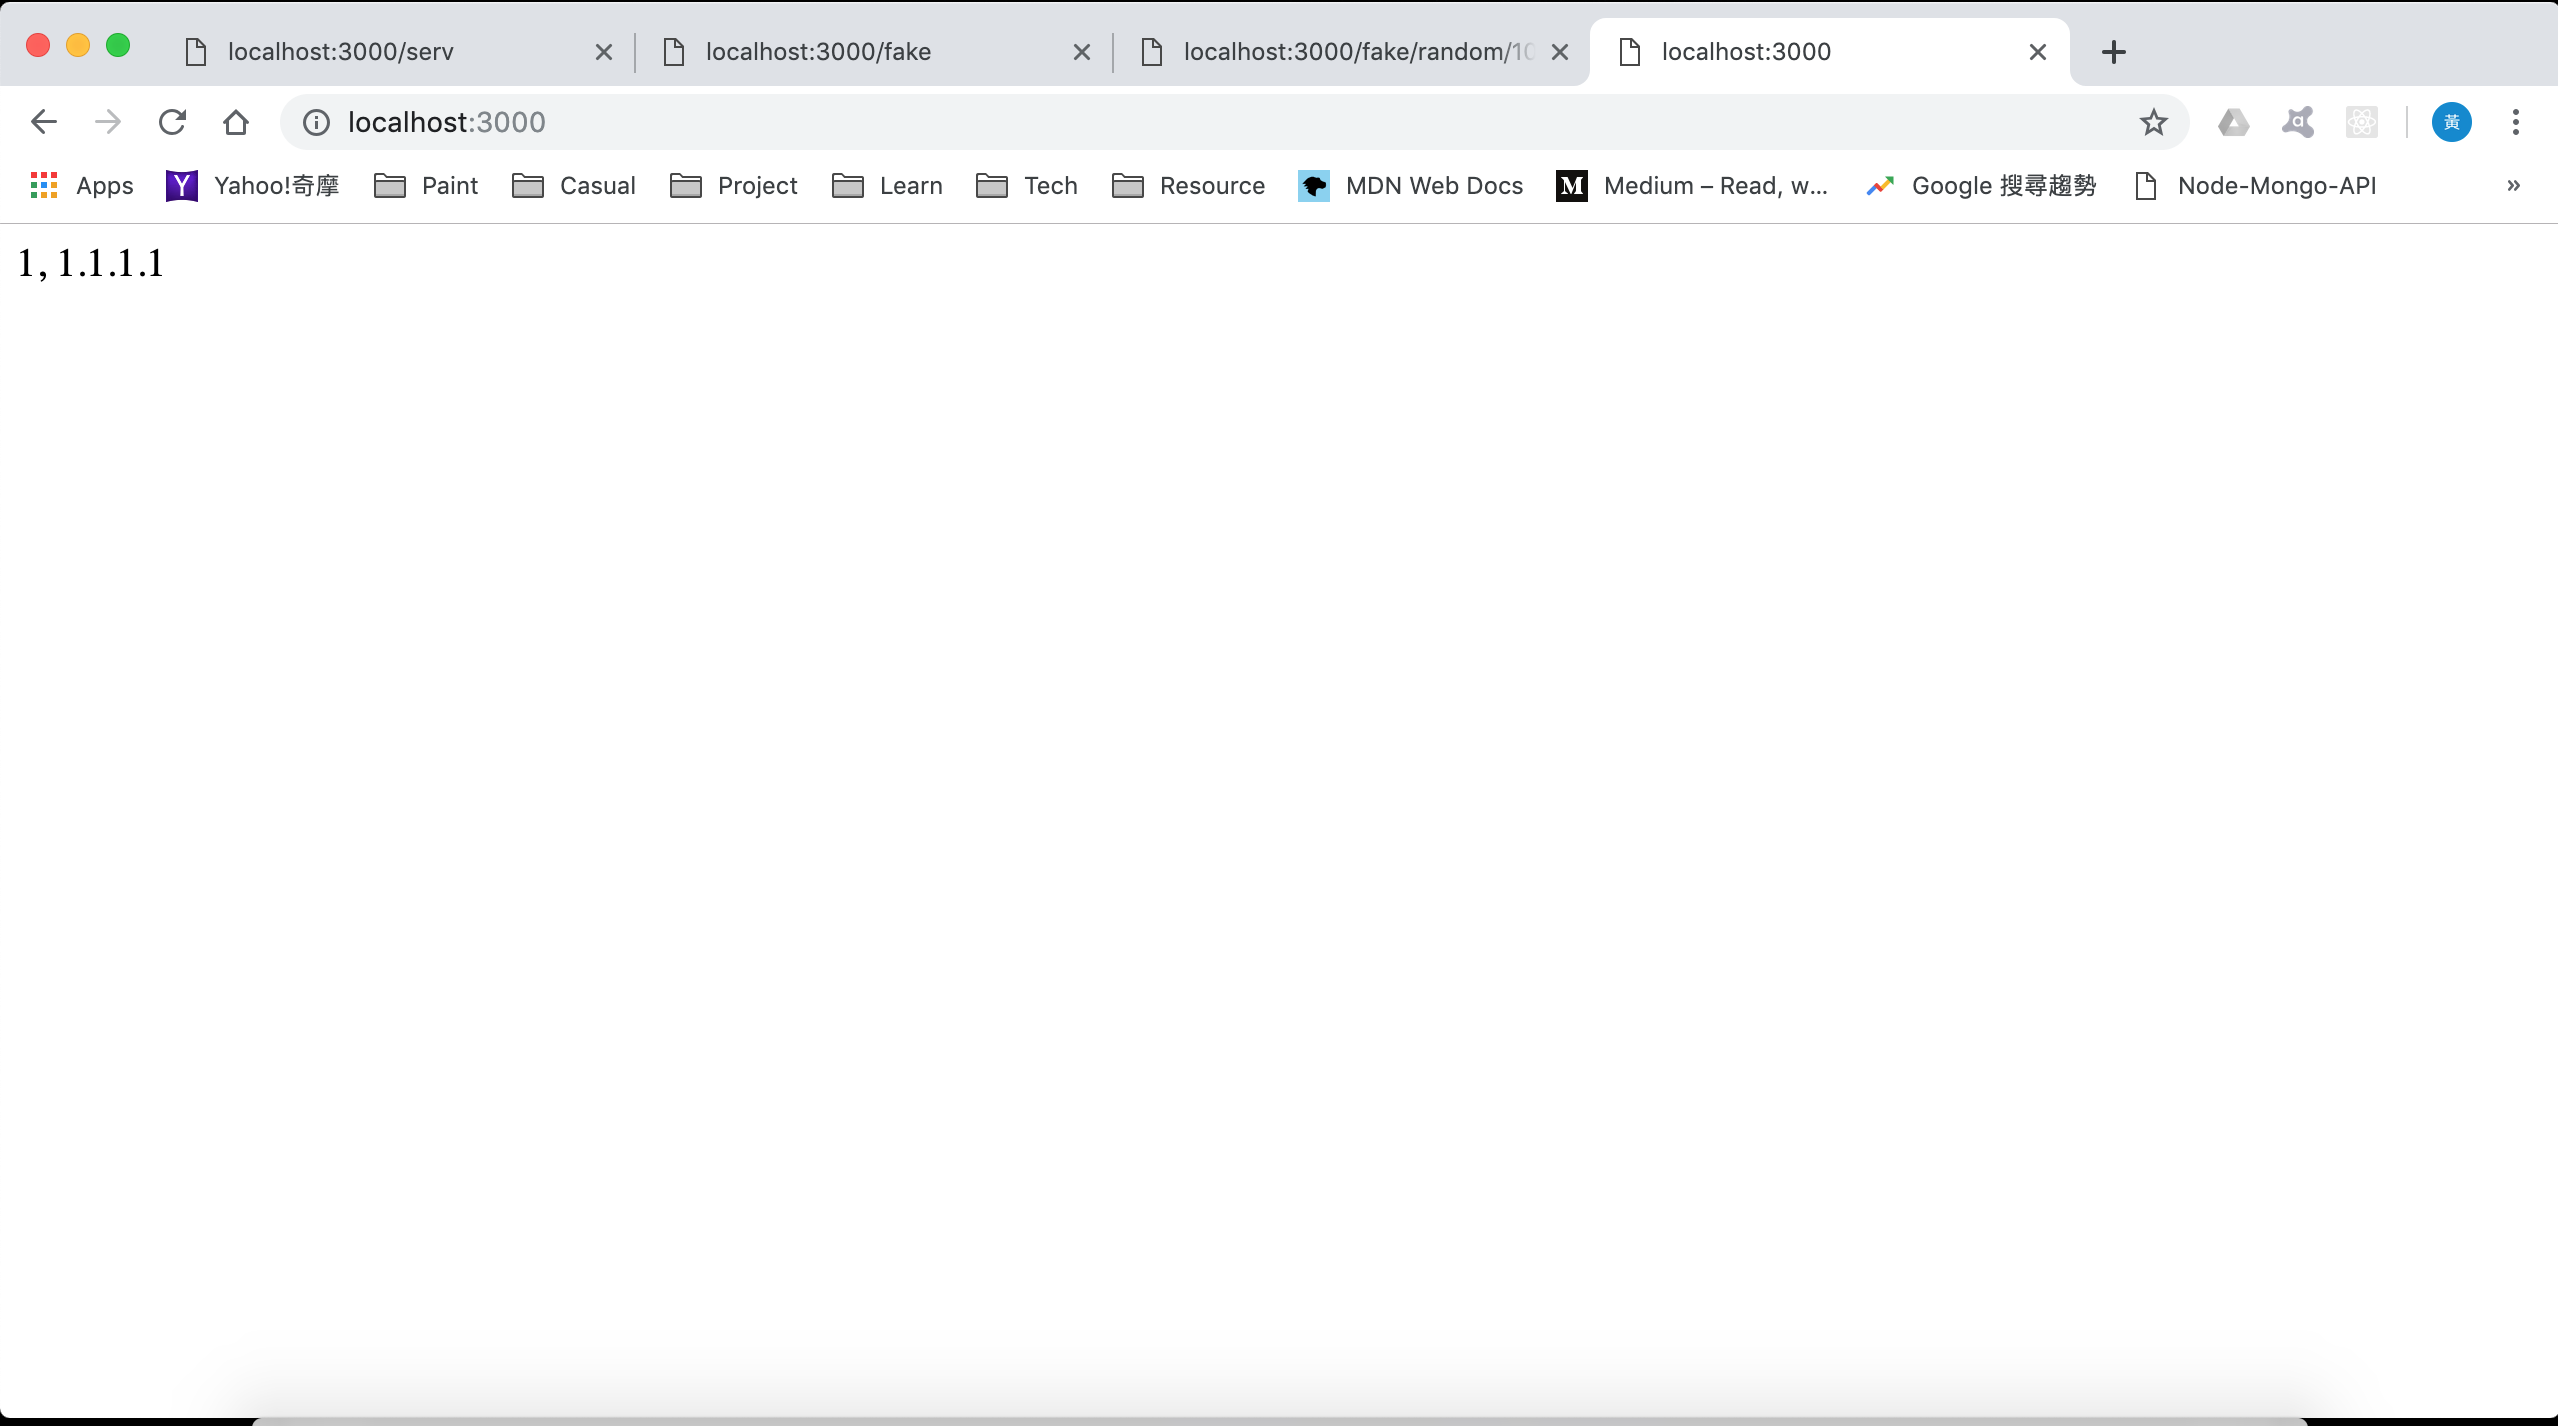 localhost:3000/serv localhost:3000/fake localhost:3000/fake/random/10 localhost:3000
localhost:3000 黃
Apps Yahoo!奇摩 Paint Casual Project Learn Tech Resource MDN Web Docs Medium – Read, w... Google 搜尋趨勢 Node-Mongo-API »
1, 1.1.1.1